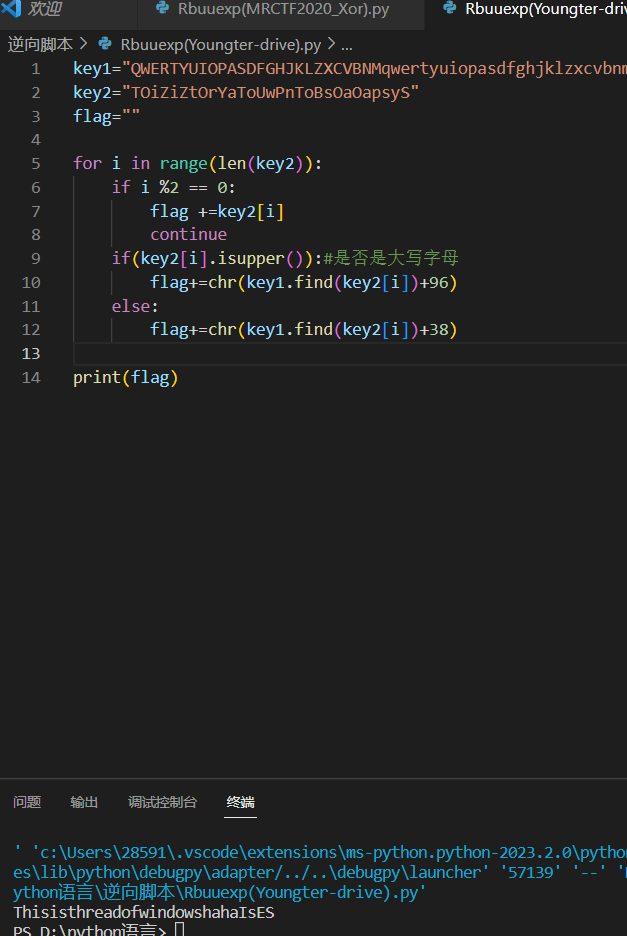 欢迎 Rbuuexp(MRCTF2020_Xor).py Rbuuexp(Youngter-driv
逆向脚本 > Rbuuexp(Youngter-drive).py > ...
1 key1="QWERTYUIOPASDFGHJKLZXCVBNMqwertyuiopasdfghjklzxcvbnm
2 key2="TOiZiZtOrYaToUwPnToBsOaOapsyS"
3 flag=""
4
5 for i in range(len(key2)):
6 if i %2 == 0:
7 flag +=key2[i]
8 continue
9 if(key2[i].isupper()):#是否是大写字母
10 flag+=chr(key1.find(key2[i])+96)
11 else:
12 flag+=chr(key1.find(key2[i])+38)
13
14 print(flag)
问题 输出 调试控制台 终端
' 'c:\Users\28591\.vscode\extensions\ms-python.python-2023.2.0\python
es\lib\python\debugpy\adapter/../..\debugpy\launcher' '57139' '--' '
ython语言\逆向脚本\Rbuuexp(Youngter-drive).py'
ThisisthreadofwindowshahaIsES
PS D:\python语言>